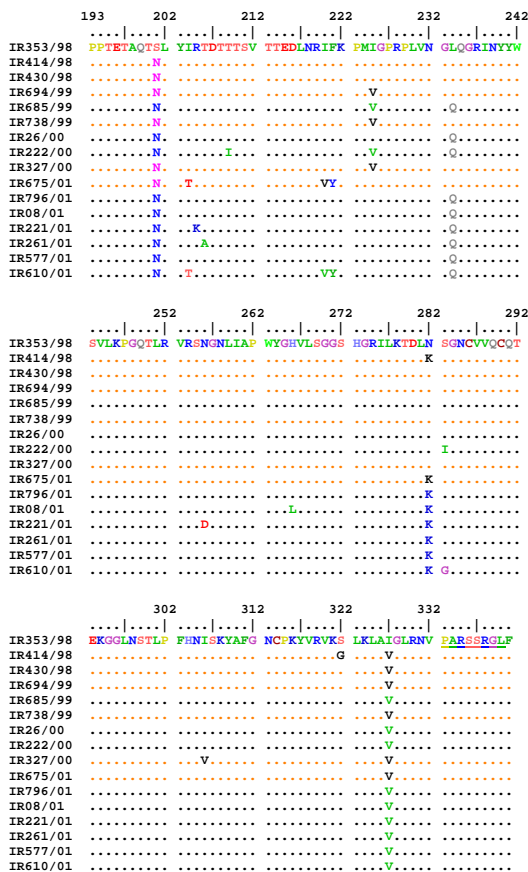 193 202 212 222 232 242
IR353/98 PPTETAQTSL YIRTDTTTSV TTEDLNRIFK PMIGPRPLVN GLQGRINYYW
IR414/98 ........N. .......... .......... .......... ..........
IR430/98 ........N. .......... .......... .......... ..........
IR694/99 ........N. .......... .......... ..V....... ..........
IR685/99 ........N. .......... .......... ..V....... .Q........
IR738/99 ........N. .......... .......... ..V....... ..........
IR26/00 ........N. .......... .......... .......... .Q........
IR222/00 ........N. ......I... .......... ..V....... .Q........
IR327/00 ........N. .......... .......... ..V....... ..........
IR675/01 ........N. .T........ .......VY. .......... ..........
IR796/01 ........N. .......... .......... .......... .Q........
IR08/01 ........N. .......... .......... .......... .Q........
IR221/01 ........N. ..K....... .......... .......... .Q........
IR261/01 ........N. ...A...... .......... .......... .Q........
IR577/01 ........N. .......... .......... .......... .Q........
IR610/01 ........N. .T........ .......VY. .......... .Q........
252 262 272 282 292
IR353/98 SVLKPGQTLR VRSNGNLIAP WYGHVLSGGS HGRILKTDLN SGNCVVQCQT
IR414/98 .......... .......... .......... .........K ..........
IR430/98 .......... .......... .......... .......... ..........
IR694/99 .......... .......... .......... .......... ..........
IR685/99 .......... .......... .......... .......... ..........
IR738/99 .......... .......... .......... .......... ..........
IR26/00 .......... .......... .......... .......... ..........
IR222/00 .......... .......... .......... .......... I.........
IR327/00 .......... .......... .......... .......... ..........
IR675/01 .......... .......... .......... .........K ..........
IR796/01 .......... .......... .......... .........K ..........
IR08/01 .......... .......... ...L...... .........K ..........
IR221/01 .......... ...D...... .......... .........K ..........
IR261/01 .......... .......... .......... .........K ..........
IR577/01 .......... .......... .......... .........K ..........
IR610/01 .......... .......... .......... .........K G.........
302 312 322 332
IR353/98 EKGGLNSTLP FHNISKYAFG NCPKYVRVKS LKLAIGLRNV PARSSRGLF
IR414/98 .......... .......... .........G ....V..... .........
IR430/98 .......... .......... .......... ....V..... .........
IR694/99 .......... .......... .......... ....V..... .........
IR685/99 .......... .......... .......... ....V..... .........
IR738/99 .......... .......... .......... ....V..... .........
IR26/00 .......... .......... .......... ....V..... .........
IR222/00 .......... .......... .......... ....V..... .........
IR327/00 .......... ...V...... .......... ....V..... .........
IR675/01 .......... .......... .......... ....V..... .........
IR796/01 .......... .......... .......... ....V..... .........
IR08/01 .......... .......... .......... ....V..... .........
IR221/01 .......... .......... .......... ....V..... .........
IR261/01 .......... .......... .......... ....V..... .........
IR577/01 .......... .......... .......... ....V..... .........
IR610/01 .......... .......... .......... ....V..... .........